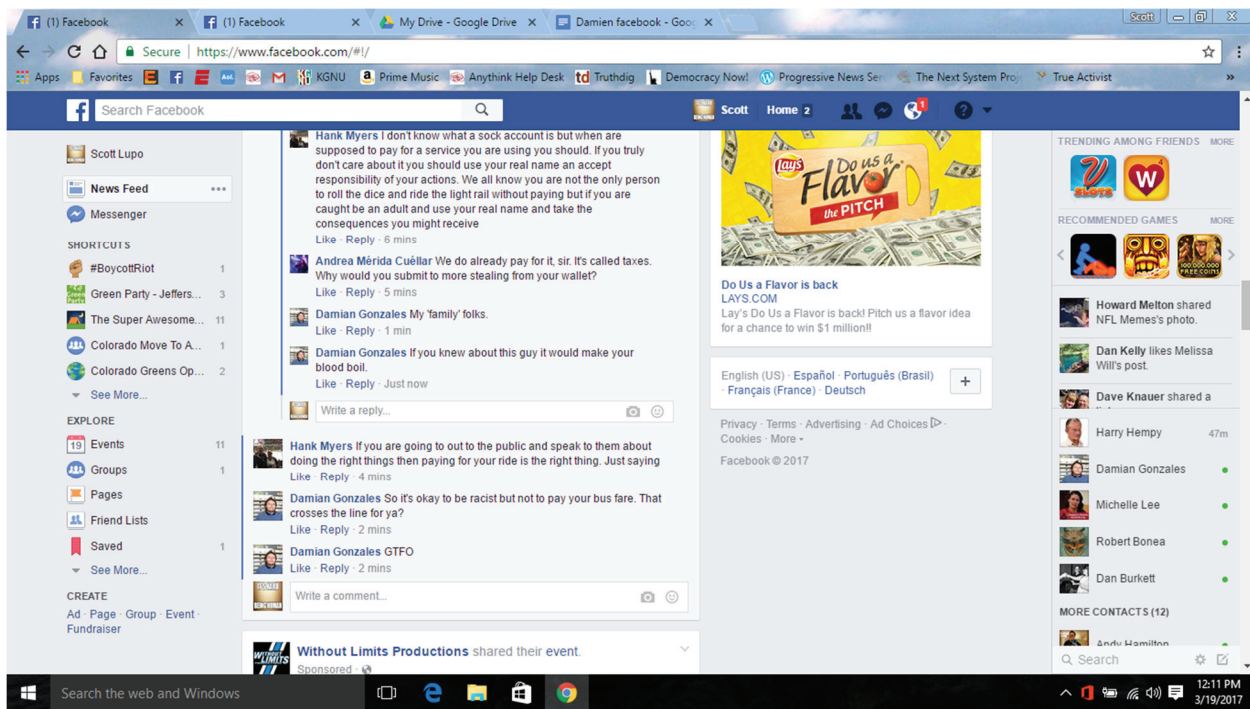 (1) Facebook
(1) Facebook
My Drive - Google Drive
Damien facebook - Goo
Scott
Secure https://www.facebook.com/#!/
Apps Favorites KGNU Prime Music Anythink Help Desk Truthdig Democracy Now! Progressive News Ser The Next System Proj True Activist »
Search Facebook
Scott Home 2
1
Scott Lupo
News Feed
Messenger
SHORTCUTS
#BoycottRiot 1
Green Party - Jeffers... 3
The Super Awesome... 11
Colorado Move To A... 1
Colorado Greens Op... 2
See More...
EXPLORE
19 Events 11
Groups 1
Pages
Friend Lists
Saved 1
See More...
CREATE
Ad · Page · Group · Event ·
Fundraiser
Hank Myers I don't know what a sock account is but when are
supposed to pay for a service you are using you should. If you truly
don't care about it you should use your real name an accept
responsibility of your actions. We all know you are not the only person
to roll the dice and ride the light rail without paying but if you are
caught be an adult and use your real name and take the
consequences you might receive
Like · Reply · 6 mins
Andrea Mérida Cuéllar We do already pay for it, sir. It's called taxes.
Why would you submit to more stealing from your wallet?
Like · Reply · 5 mins
Damian Gonzales My 'family' folks.
Like · Reply · 1 min
Damian Gonzales If you knew about this guy it would make your
blood boil.
Like · Reply · Just now
Write a reply...
Hank Myers If you are going to out to the public and speak to them about
doing the right things then paying for your ride is the right thing. Just saying
Like · Reply · 4 mins
Damian Gonzales So it's okay to be racist but not to pay your bus fare. That
crosses the line for ya?
Like · Reply · 2 mins
Damian Gonzales GTFO
Like · Reply · 2 mins
Write a comment...
WITHOUT
LIMITS
Without Limits Productions shared their event.
Sponsored ·
Lay's
Do us a
Flavor
the PITCH
Do Us a Flavor is back
LAYS.COM
Lay's Do Us a Flavor is back! Pitch us a flavor idea
for a chance to win $1 million!!
English (US) · Español · Português (Brasil)
· Français (France) · Deutsch
+
Privacy · Terms · Advertising · Ad Choices ·
Cookies · More
Facebook © 2017
TRENDING AMONG FRIENDS MORE
SLOTS
W 4
RECOMMENDED GAMES MORE
100,000,000
FREE COINS
Howard Melton shared
NFL Memes's photo.
Dan Kelly likes Melissa
Will's post.
Dave Knauer shared a
Harry Hempy 47m
Damian Gonzales
Michelle Lee
Robert Bonea
Dan Burkett
MORE CONTACTS (12)
Andy Hamilton
Search
Search the web and Windows
12:11 PM
3/19/2017